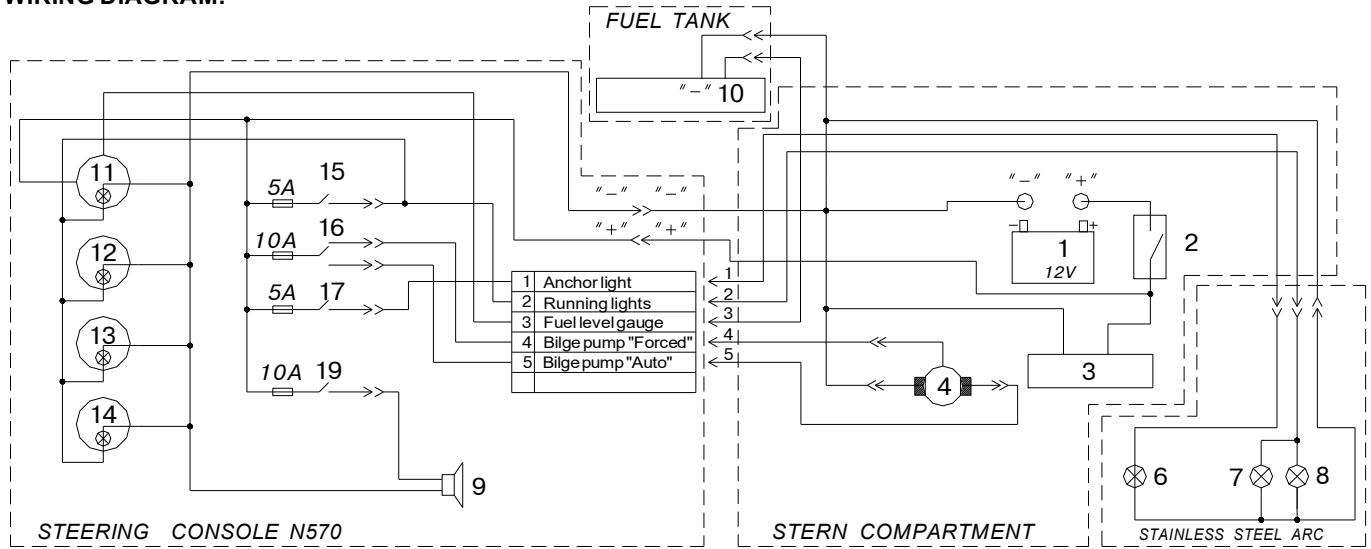 WIRING DIAGRAM:
FUEL TANK
"-" 10
11
12
13
14
5A 15
10A 16
5A 17
10A 19
9
"-" "-"
"+" "+"
1 Anchor light 1
2 Running lights 2
3 Fuel level gauge 3
4 Bilge pump "Forced" 4
5 Bilge pump "Auto" 5
"-" "+"
- +
1
12V
2
3
4
6
7
8
STEERING CONSOLE N570
STERN COMPARTMENT
STAINLESS STEEL ARC